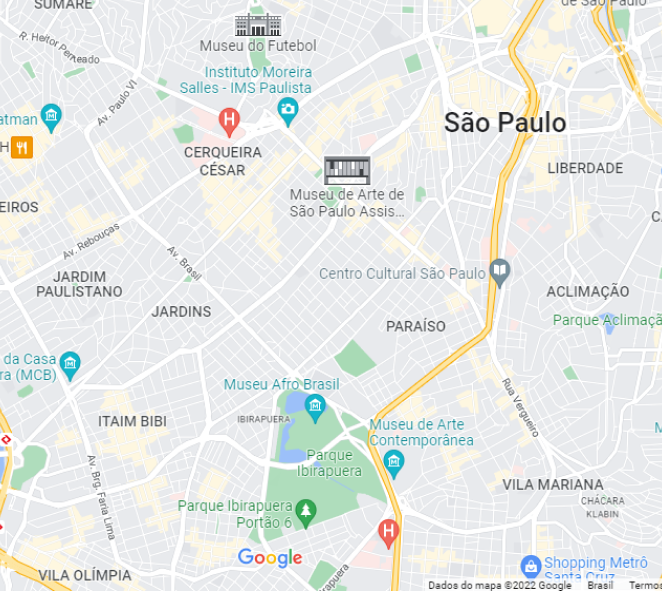 SUMARÉ
de São Paulo
R. Heitor Penteado
Museu do Futebol
Instituto Moreira
Salles - IMS Paulista
Av. Paulo VI
atman
H
H
São Paulo
CERQUEIRA
CÉSAR
LIBERDADE
Museu de Arte de
São Paulo Assis...
EIROS
C
Av. Rebouças
Av. Brasil
Centro Cultural São Paulo
JARDIM
PAULISTANO
ACLIMAÇÃO
JARDINS
PARAÍSO
Parque Aclimaçã
da Casa
ra (MCB)
Museu Afro Brasil
Rua Vergueiro
ITAIM BIBI
IBIRAPUERA
Museu de Arte
Contemporânea
M
Parque
Ibirapuera
Av. Brg. Faria Lima
VILA MARIANA
CHÁCARA
KLABIN
Parque Ibirapuera
Portão 6
H
Google
VILA OLÍMPIA
irapuera
Shopping Metrô
Santa Cruz
Dados do mapa ©2022 Google Brasil Termos